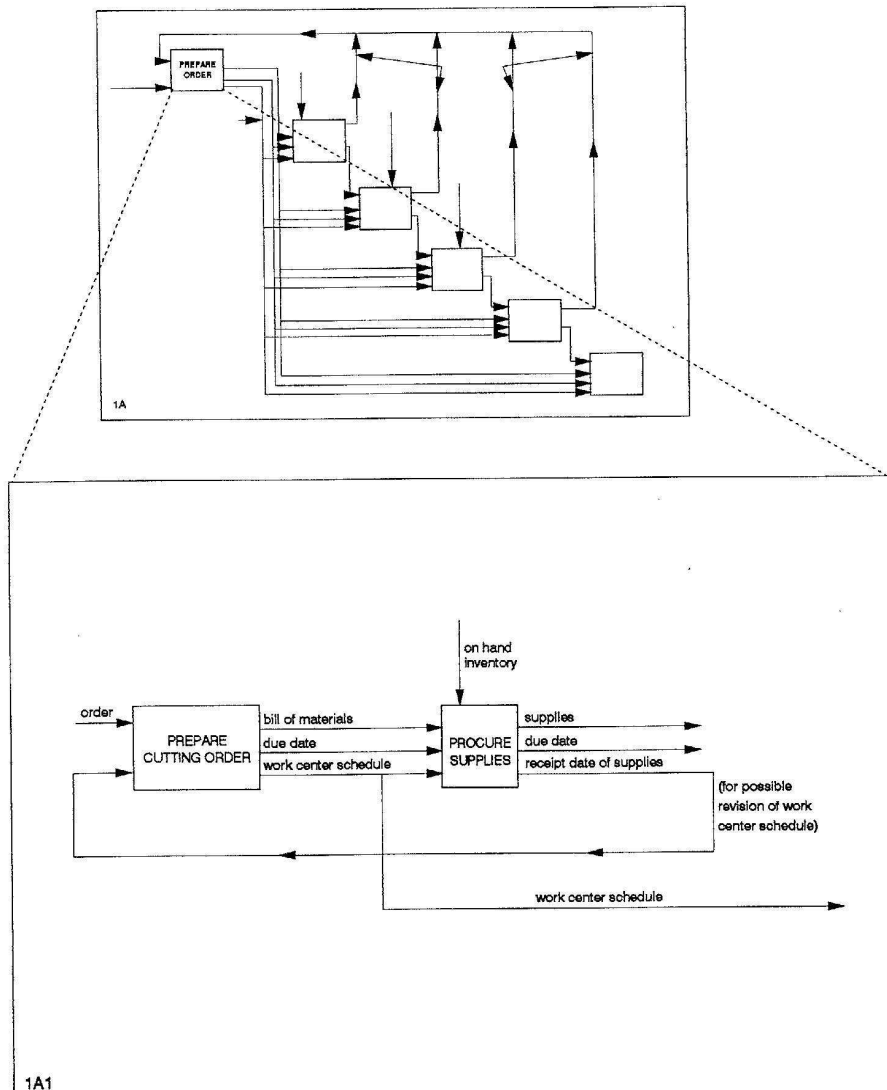 PREPARE
ORDER
1A
on hand
inventory
order
PREPARE
CUTTING ORDER
bill of materials
due date
work center schedule
PROCURE
SUPPLIES
supplies
due date
receipt date of supplies
(for possible
revision of work
center schedule)
work center schedule
1A1